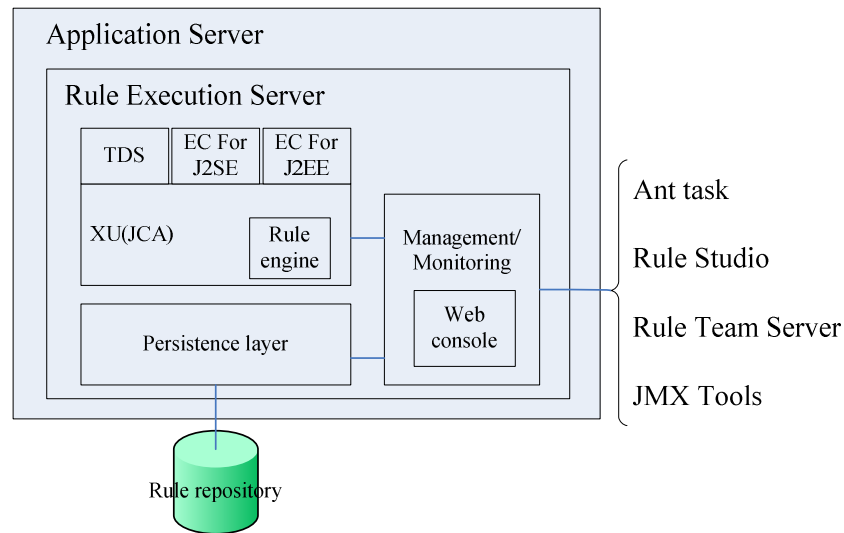 Application Server
Rule Execution Server
TDS
EC For
J2SE
EC For
J2EE
XU(JCA)
Rule
engine
Management/
Monitoring
Web
console
Persistence layer
Rule repository
Ant task
Rule Studio
Rule Team Server
JMX Tools